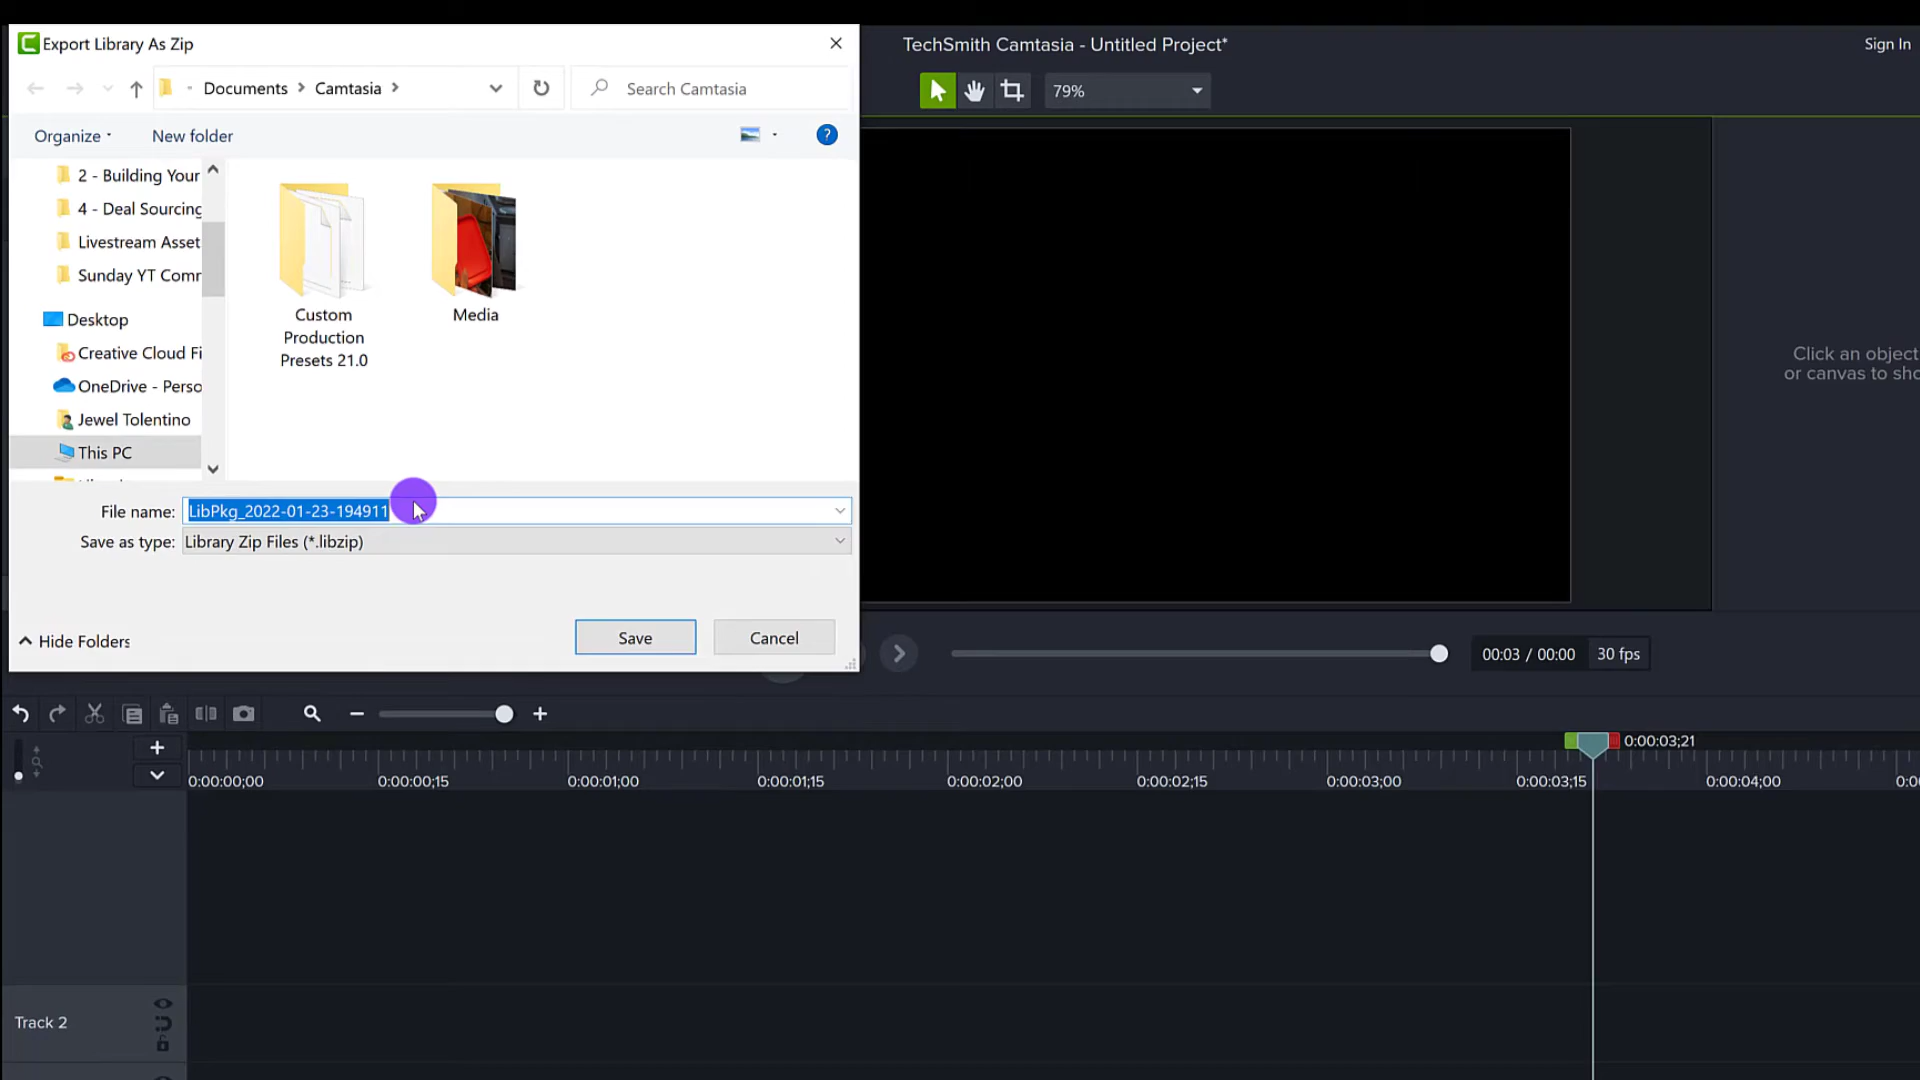 Export Library As Zip
Documents
Camtasia
Search Camtasia
Organize
New folder
?
2 - Building Your
4 - Deal Sourcing
Livestream Asset
Sunday YT Comr
Desktop
Creative Cloud Fi
OneDrive - Perso
Jewel Tolentino
This PC
Custom
Production
Presets 21.0
Media
File name:
LibPkg_2022-01-23-194911
Save as type:
Library Zip Files (*.libzip)
Hide Folders
Save
Cancel
TechSmith Camtasia - Untitled Project*
Sign In
79%
Click an object
or canvas to sho
00:03 / 00:00
30 fps
0:00:03;21
0:00:00;00
0:00:00;15
0:00:01;00
0:00:01;15
0:00:02;00
0:00:02;15
0:00:03;00
0:00:03;15
0:00:04;00
0:0
Track 2